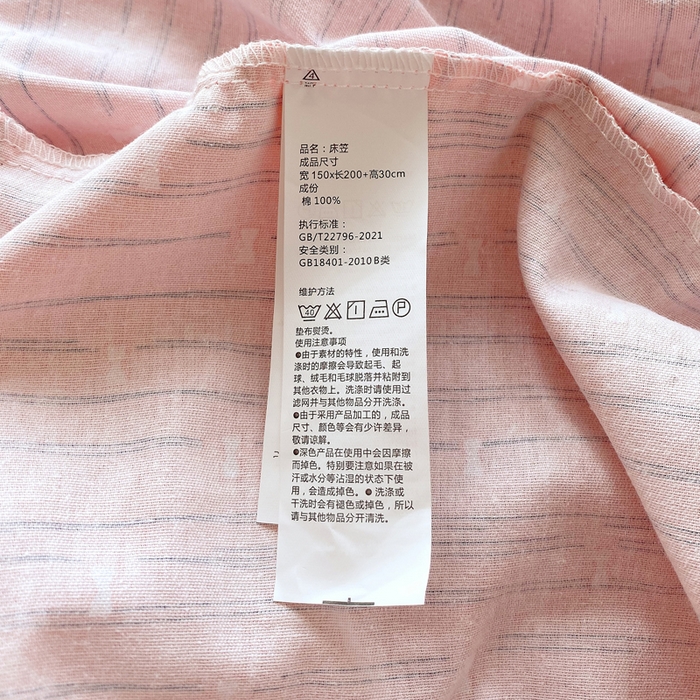 品名：床笠
成品尺寸
宽150x长200+高30cm
成份
棉 100%
执行标准：
GB/T22796-2021
安全类别：
GB18401-2010 B类
维护方法
40 P
垫布熨烫。
使用注意事项
●由于素材的特性，使用和洗
涤时的摩擦会导致起毛、起
球、绒毛和毛球脱落并粘附到
其他衣物上。洗涤时请使用过
滤网并与其他物品分开洗涤。
●由于采用产品加工的，成品
尺寸、颜色等会有少许差异，
敬请谅解。
●深色产品在使用中会因摩擦
而掉色。特别要注意如果在被
汗或水分等沾湿的状态下使
用，会造成掉色。● 洗涤或
干洗时会有褪色或掉色，所以
请与其他物品分开清洗。